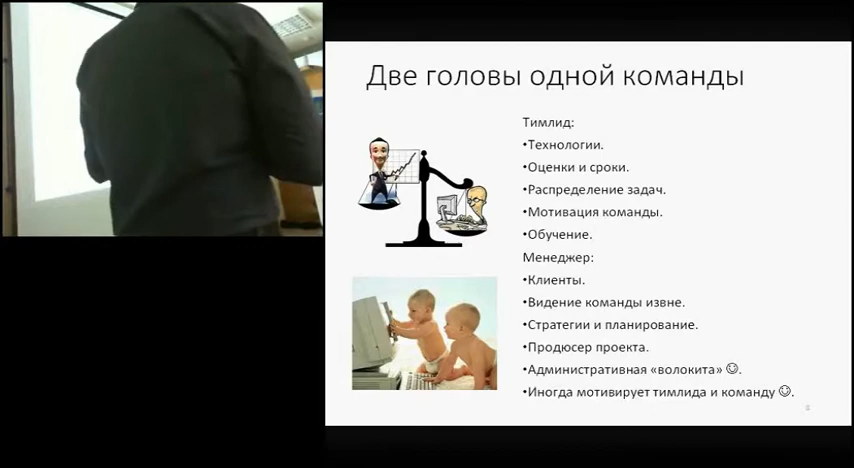 Две головы одной команды
Тимлид:
•Технологии.
•Оценки и сроки.
•Распределение задач.
•Мотивация команды.
•Обучение.
Менеджер:
•Клиенты.
•Видение команды извне.
•Стратегии и планирование.
•Продюсер проекта.
•Административная «волокита» ☺.
•Иногда мотивирует тимлида и команду ☺.